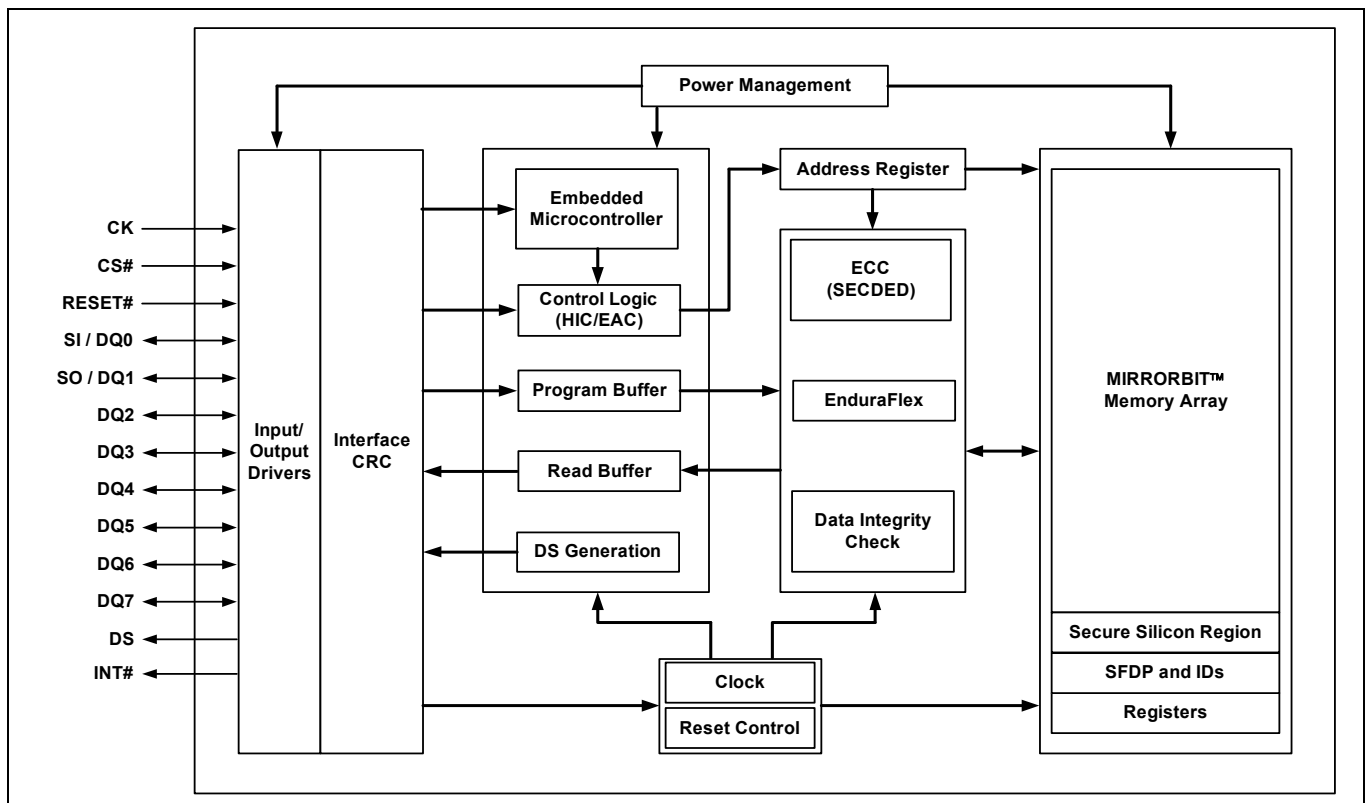 Power Management
CK
CS#
RESET#
SI / DQ0
SO / DQ1
DQ2
DQ3
DQ4
DQ5
DQ6
DQ7
DS
INT#
Input/
Output
Drivers
Interface
CRC
Embedded
Microcontroller
Control Logic
(HIC/EAC)
Program Buffer
Read Buffer
DS Generation
Address Register
ECC
(SECDED)
EnduraFlex
Data Integrity
Check
Clock
Reset Control
MIRRORBIT™
Memory Array
Secure Silicon Region
SFDP and IDs
Registers